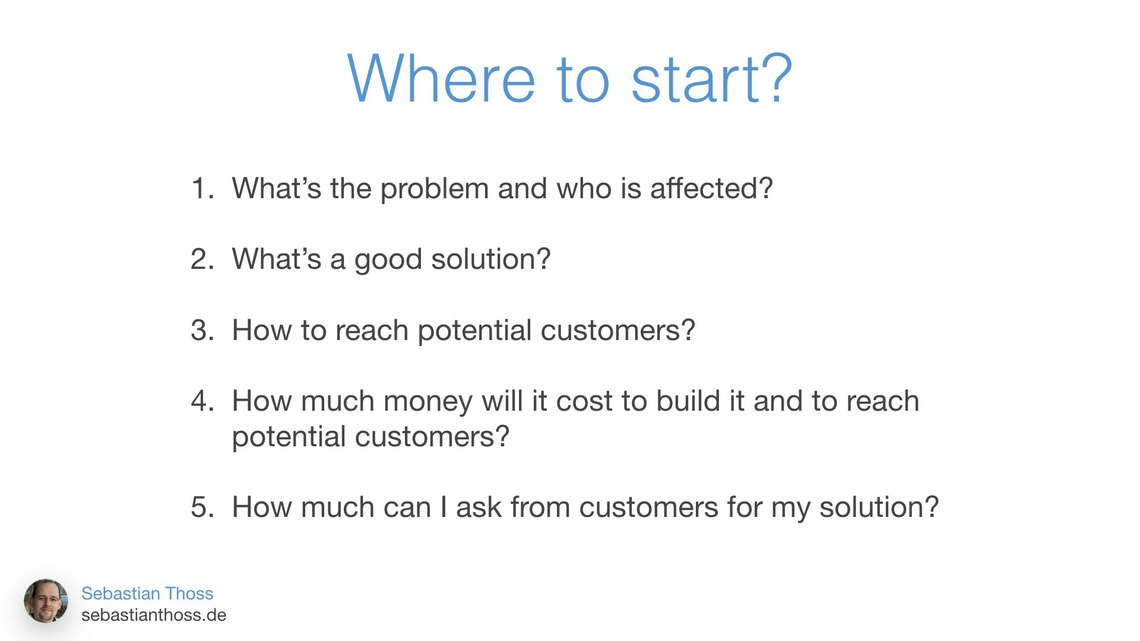 Where to start?
1. What’s the problem and who is affected?
2. What’s a good solution?
3. How to reach potential customers?
4. How much money will it cost to build it and to reach
potential customers?
5. How much can I ask from customers for my solution?
Sebastian Thoss
sebastianthoss.de